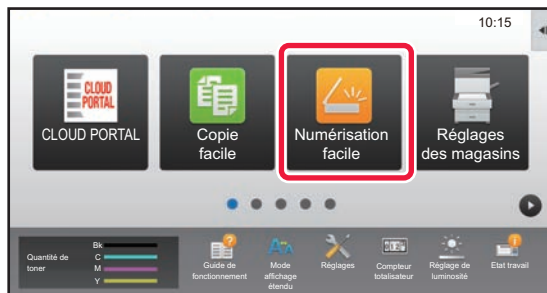 10:15
CLOUD
PORTAL
CLOUD PORTAL
Copie
facile
Numérisation
facile
Réglages
des magasins
Quantité de
toner
Bk
C
M
Y
Guide de
fonctionnement
Mode
affichage
étendu
Réglages
Compteur
totalisateur
Réglage de
luminosité
Etat travail